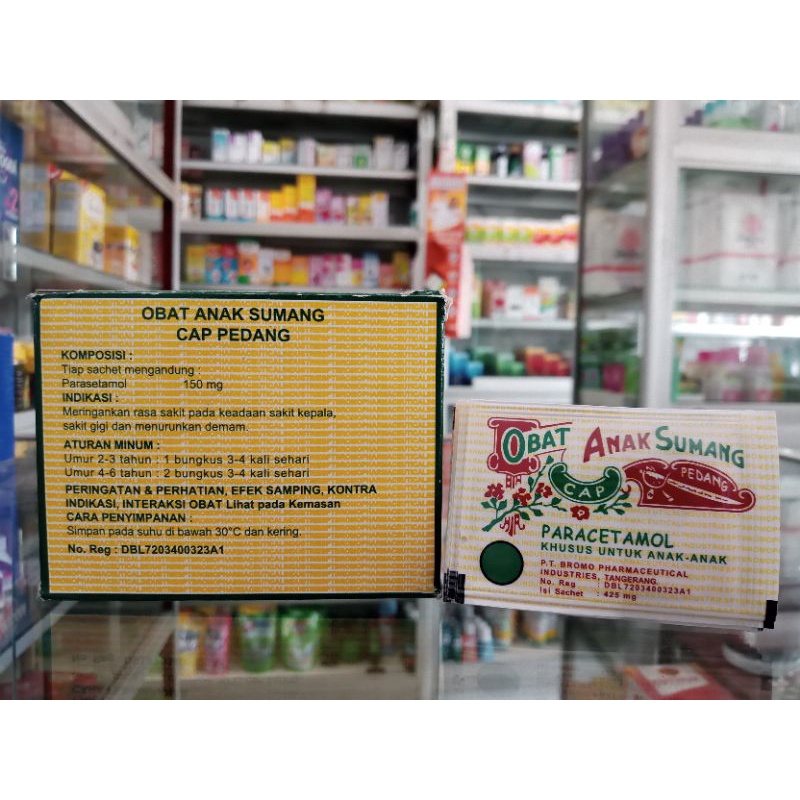 OBAT ANAK SUMANG
CAP PEDANG
KOMPOSISI :
Tiap sachet mengandung :
Parasetamol 150 mg
INDIKASI :
Meringankan rasa sakit pada keadaan sakit kepala,
sakit gigi dan menurunkan demam.
ATURAN MINUM :
Umur 2-3 tahun : 1 bungkus 3-4 kali sehari
Umur 4-6 tahun : 2 bungkus 3-4 kali sehari
PERINGATAN & PERHATIAN, EFEK SAMPING, KONTRA
INDIKASI, INTERAKSI OBAT Lihat pada Kemasan
CARA PENYIMPANAN :
Simpan pada suhu di bawah 30°C dan kering.
No. Reg : DBL7203400323A1
OBAT ANAK SUMANG
CAP PEDANG
PARACETAMOL
KHUSUS UNTUK ANAK-ANAK
P.T. BROMO PHARMACEUTICAL
INDUSTRIES, TANGERANG.
No. Reg : DBL7203400323A1
Isi Sachet : 425 mg